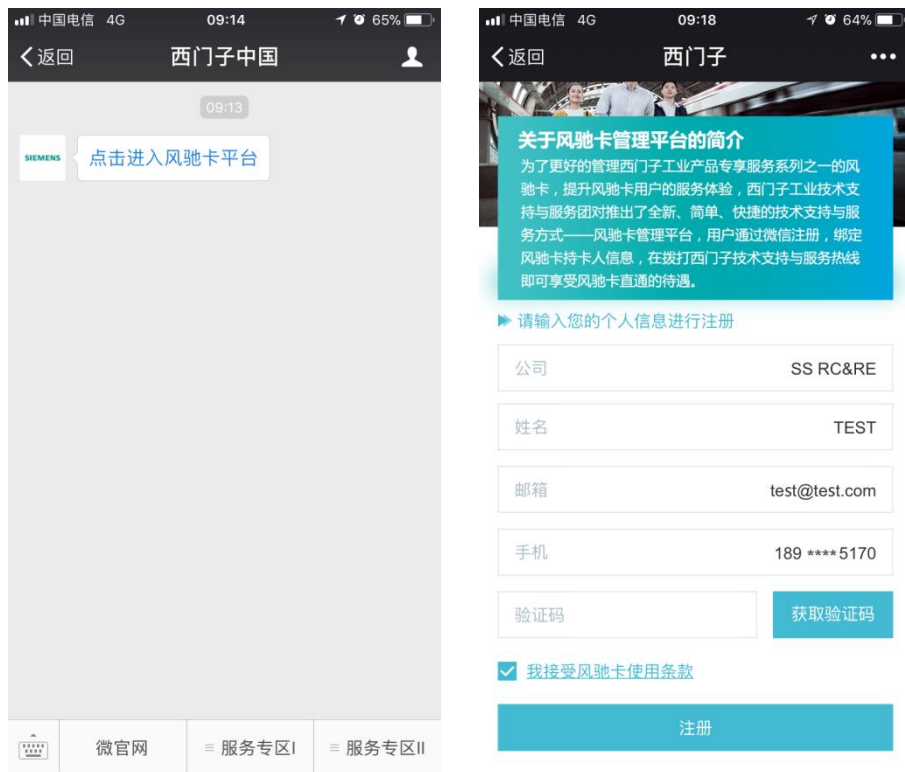 中国电信 4G 09:14 65%
返回 西门子中国
09:13
SIEMENS 点击进入风驰卡平台
微官网 服务专区I 服务专区II
中国电信 4G 09:18 64%
返回 西门子
关于风驰卡管理平台的简介
为了更好的管理西门子工业产品专享服务系列之一的风
驰卡，提升风驰卡用户的服务体验，西门子工业技术支
持与服务团对推出了全新、简单、快捷的技术支持与服
务方式——风驰卡管理平台，用户通过微信注册，绑定
风驰卡持卡人信息，在拨打西门子技术支持与服务热线
即可享受风驰卡直通的待遇。
请输入您的个人信息进行注册
公司 SS RC&RE
姓名 TEST
邮箱 test@test.com
手机 189 ****5170
验证码 获取验证码
我接受风驰卡使用条款
注册